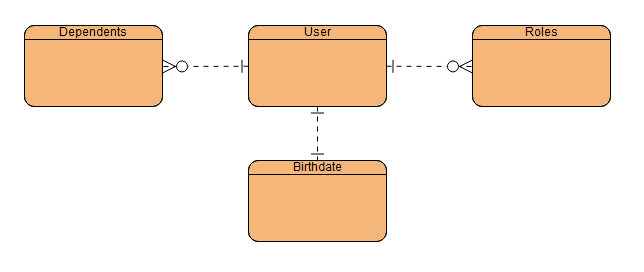 Dependents
User
Roles
Birthdate